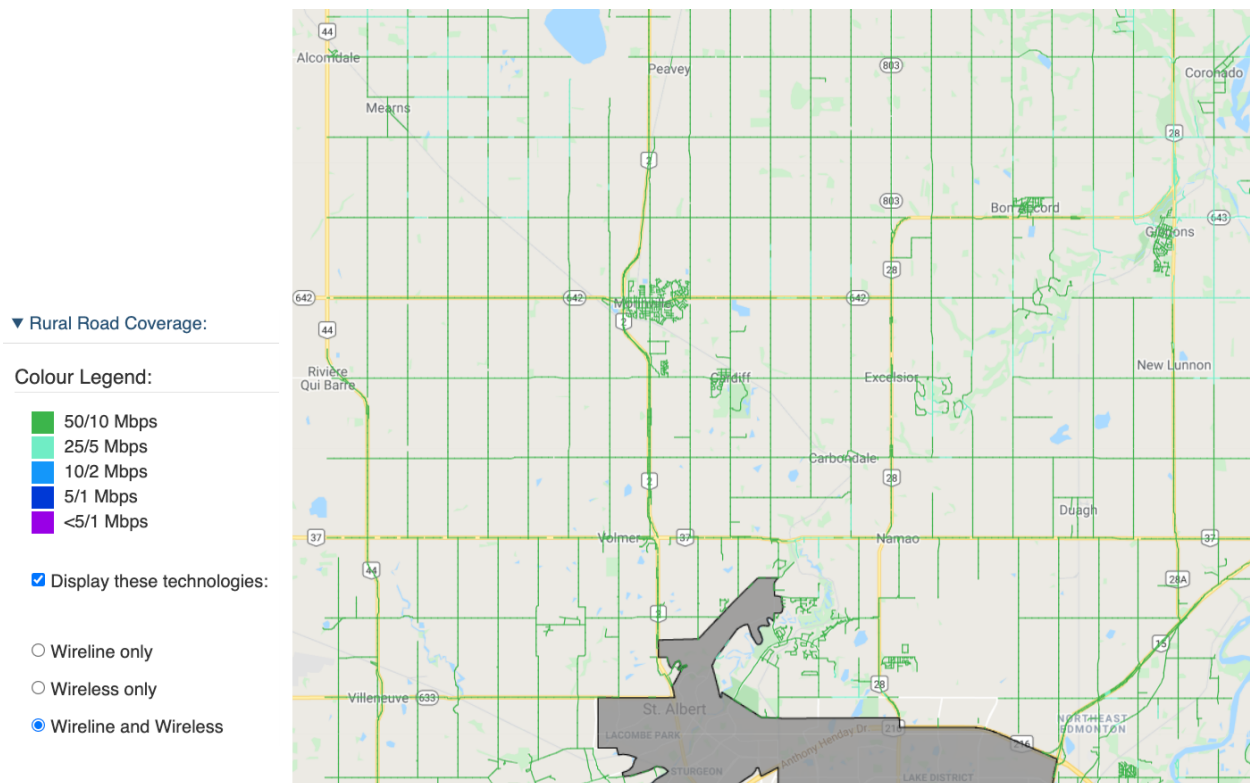 ▼ Rural Road Coverage:
Colour Legend:
50/10 Mbps
25/5 Mbps
10/2 Mbps
5/1 Mbps
<5/1 Mbps
Display these technologies:
Wireline only
Wireless only
Wireline and Wireless
44
Alcomdale
Peavey
803
Coronado
Mearns
28
2
803
Bon Accord
643
Gibbons
28
642
642
Morinville
642
2
44
Riviere
Qui Barre
Cardiff
Excelsior
New Lunnon
Carbondale
2
28
Duagh
37
Volmer
37
Namao
37
44
28A
2
15
28
Villeneuve
633
St. Albert
NORTHEAST
EDMONTON
216
216
LACOMBE PARK
Anthony Henday Dr
STURGEON
LAKE DISTRICT